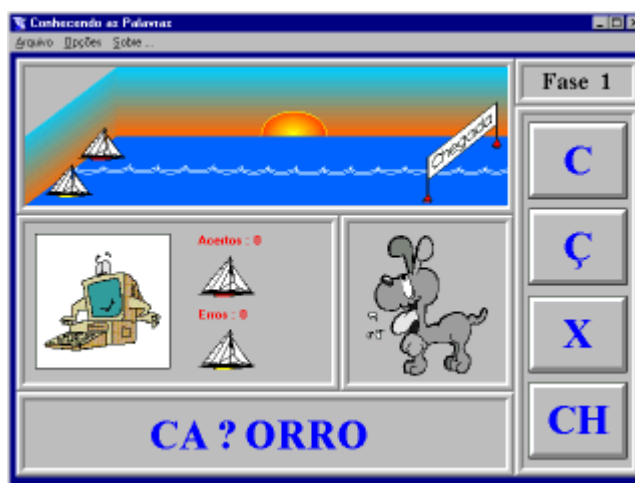 Conhecendo as Palavras
Arquivo Opções Sobre ...
Fase 1
Chegada
C
Ç
X
CH
Acertos : 0
Erros : 0
CA ? ORRO